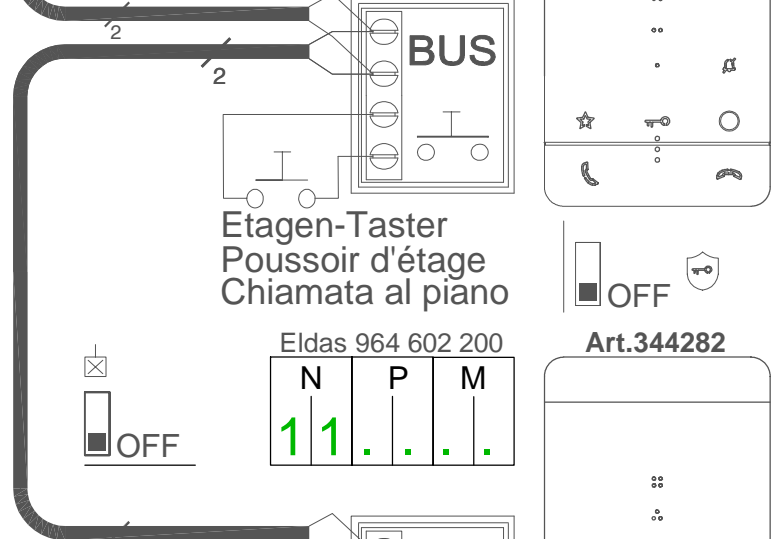 2
BUS
2
Etagen-Taster
Poussoir d'étage
Chiamata al piano
OFF
Eldas 964 602 200
Art.344282
N P M
11....
OFF